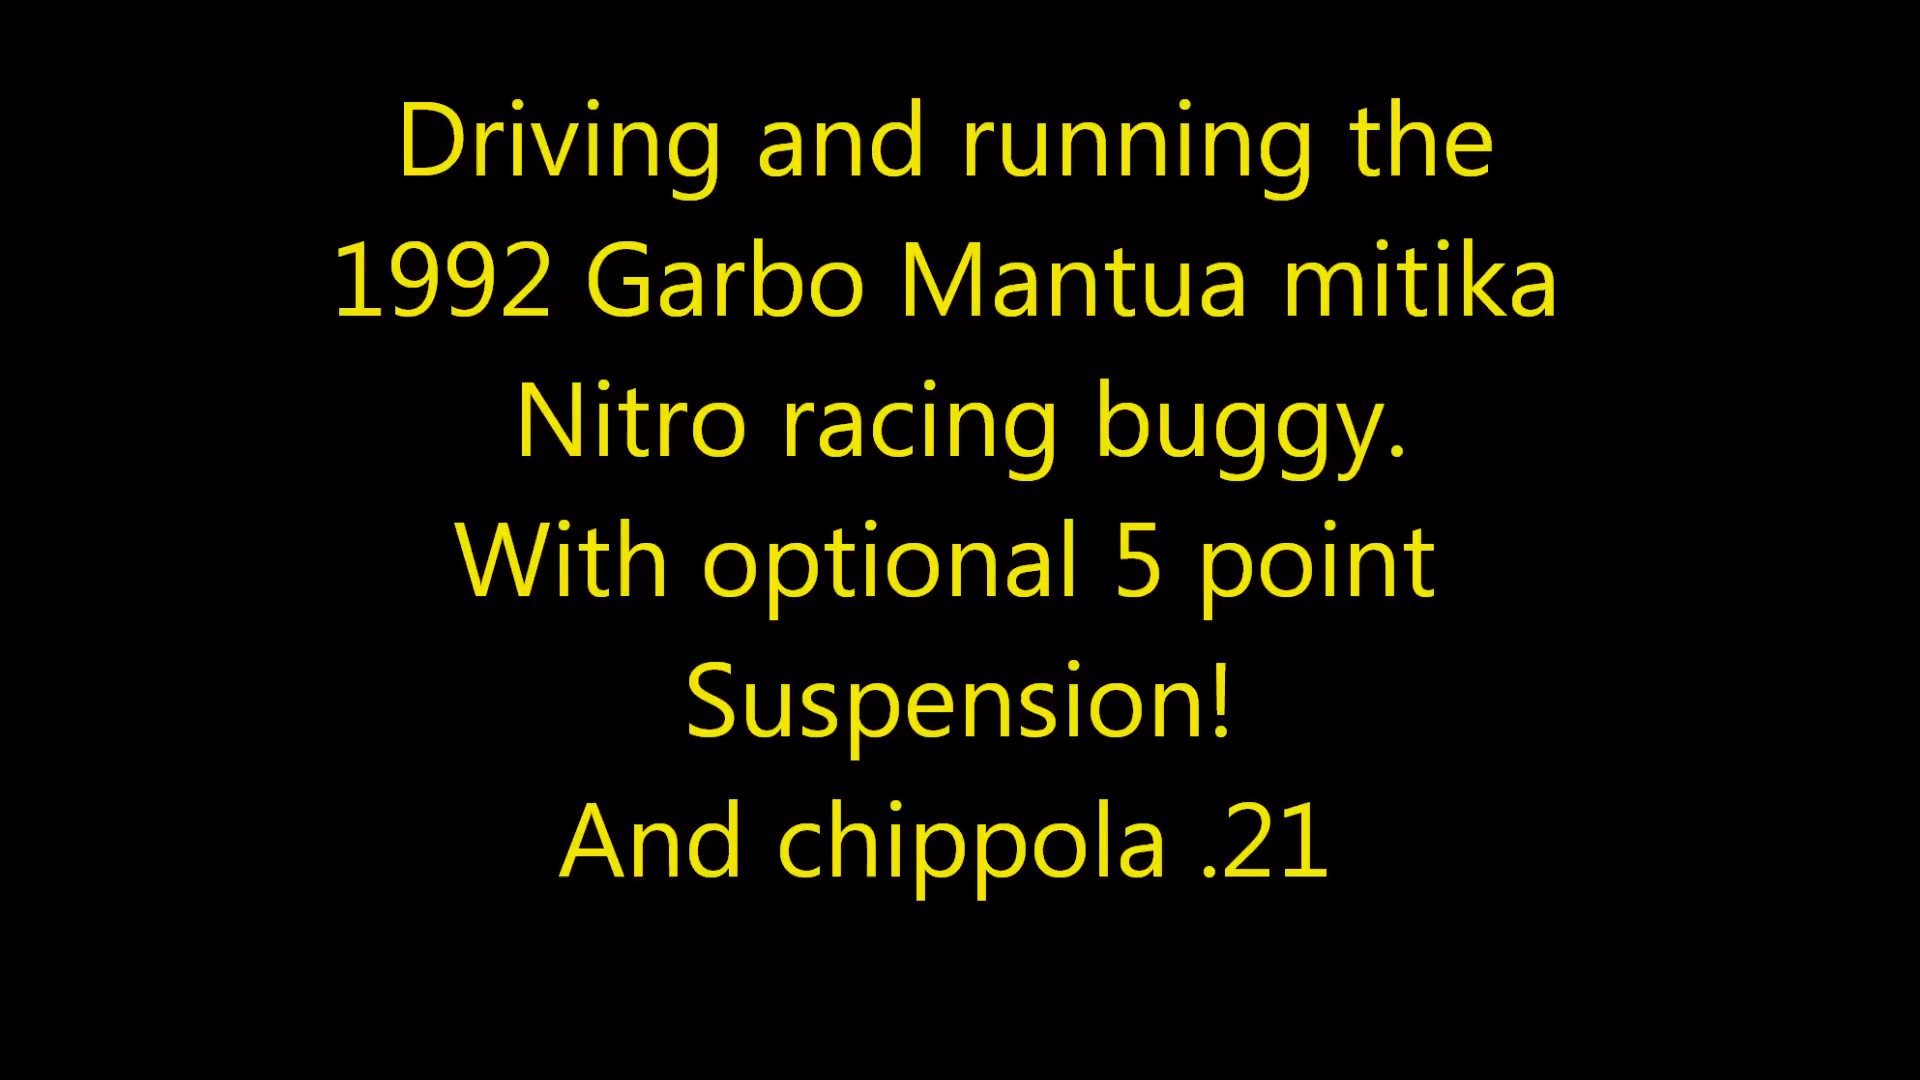 Driving and running the
1992 Garbo Mantua mitika
Nitro racing buggy.
With optional 5 point
Suspension!
And chippola .21